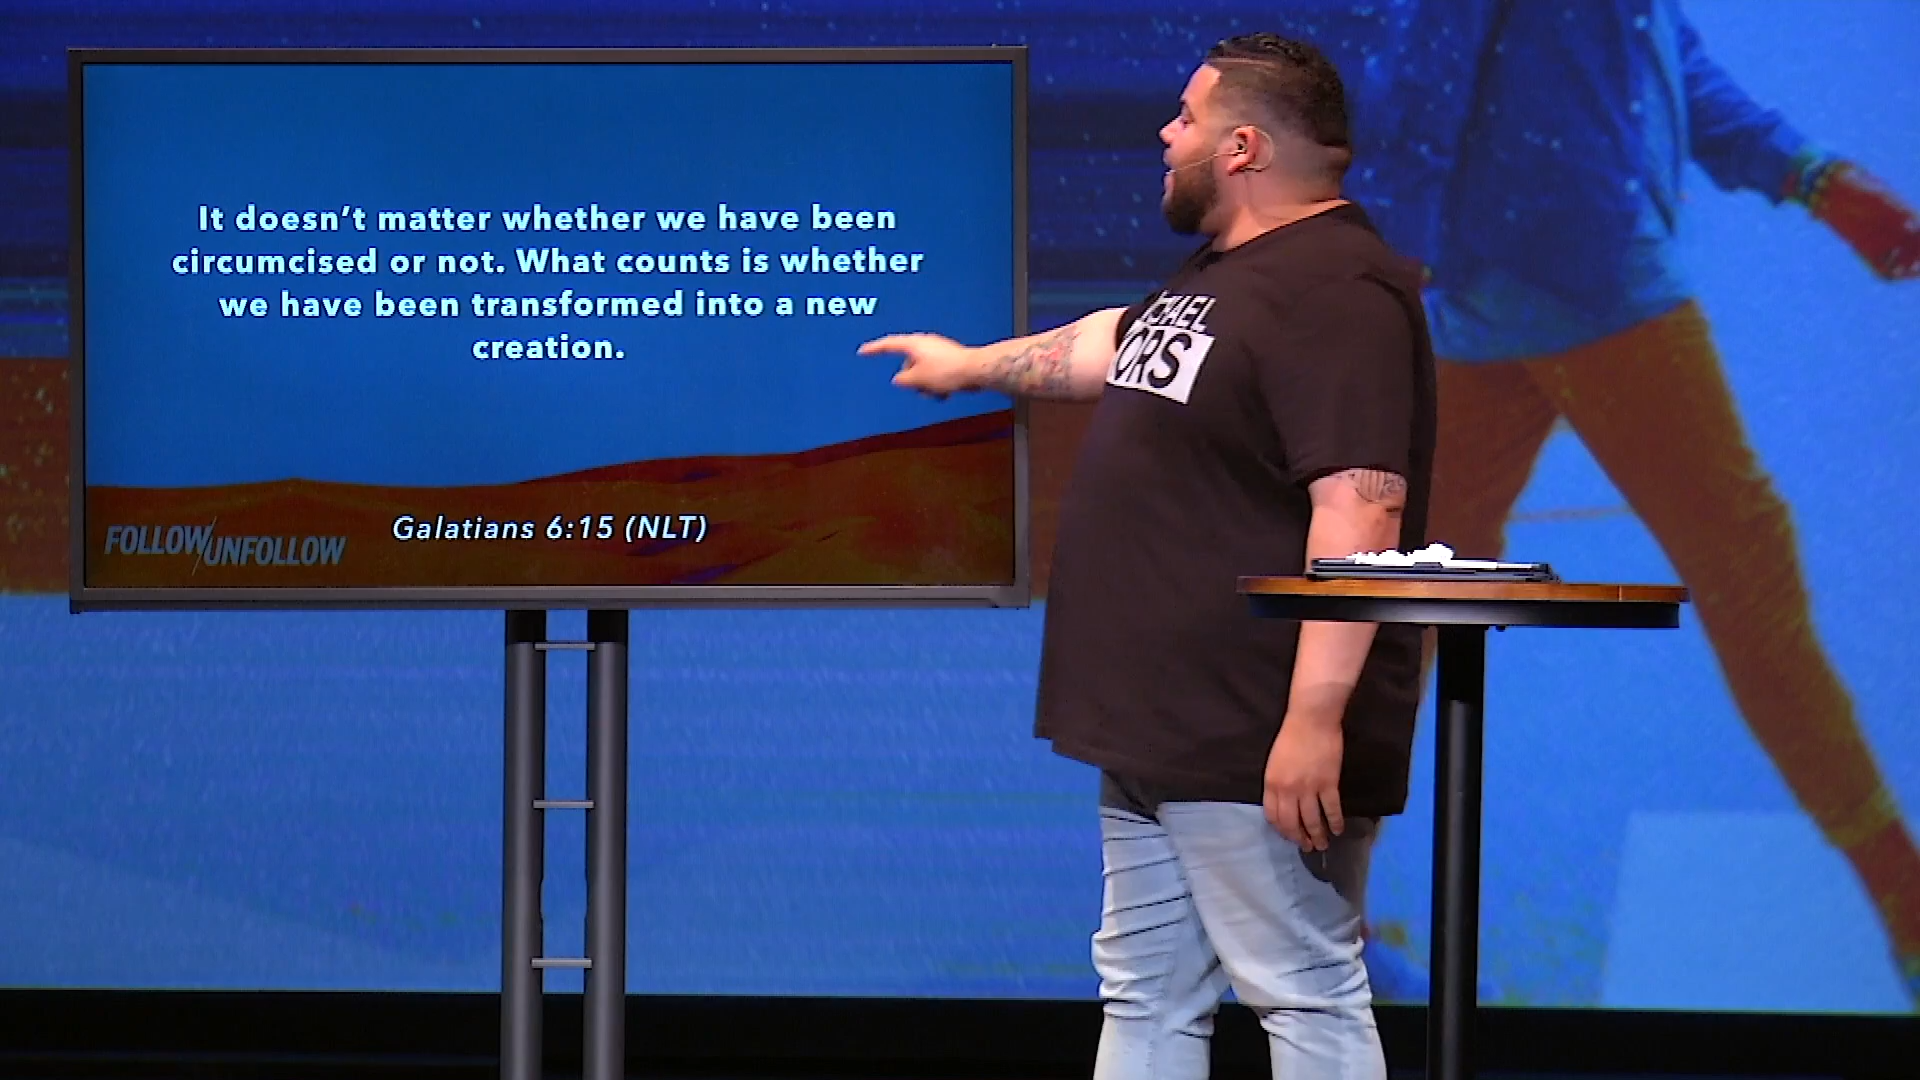 It doesn't matter whether we have been
circumcised or not. What counts is whether
we have been transformed into a new
creation.
Galatians 6:15 (NLT)
FOLLOW/UNFOLLOW